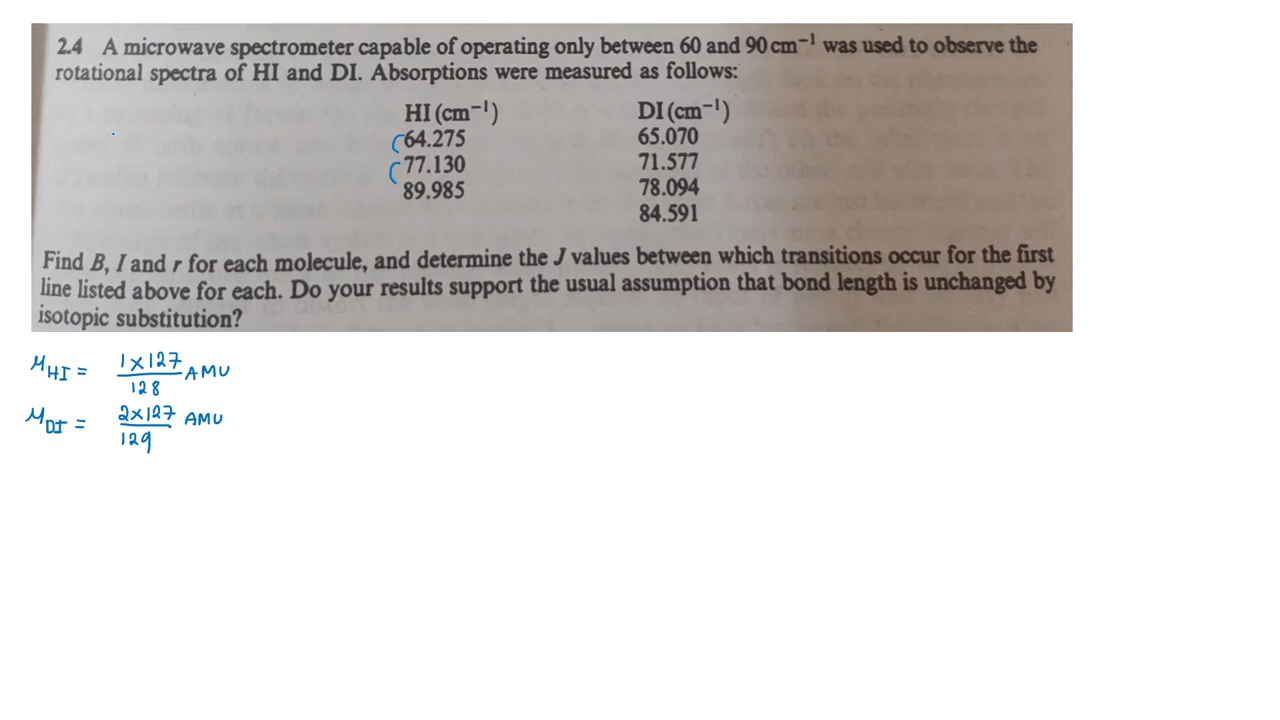 2.4 A microwave spectrometer capable of operating only between 60 and 90 cm⁻¹ was used to observe the
rotational spectra of HI and DI. Absorptions were measured as follows:
HI (cm⁻¹) DI (cm⁻¹)
64.275 65.070
77.130 71.577
89.985 78.094
84.591
Find B, I and r for each molecule, and determine the J values between which transitions occur for the first
line listed above for each. Do your results support the usual assumption that bond length is unchanged by
isotopic substitution?
μ_HI = 1×127/128 AMU
μ_DI = 2×127/129 AMU